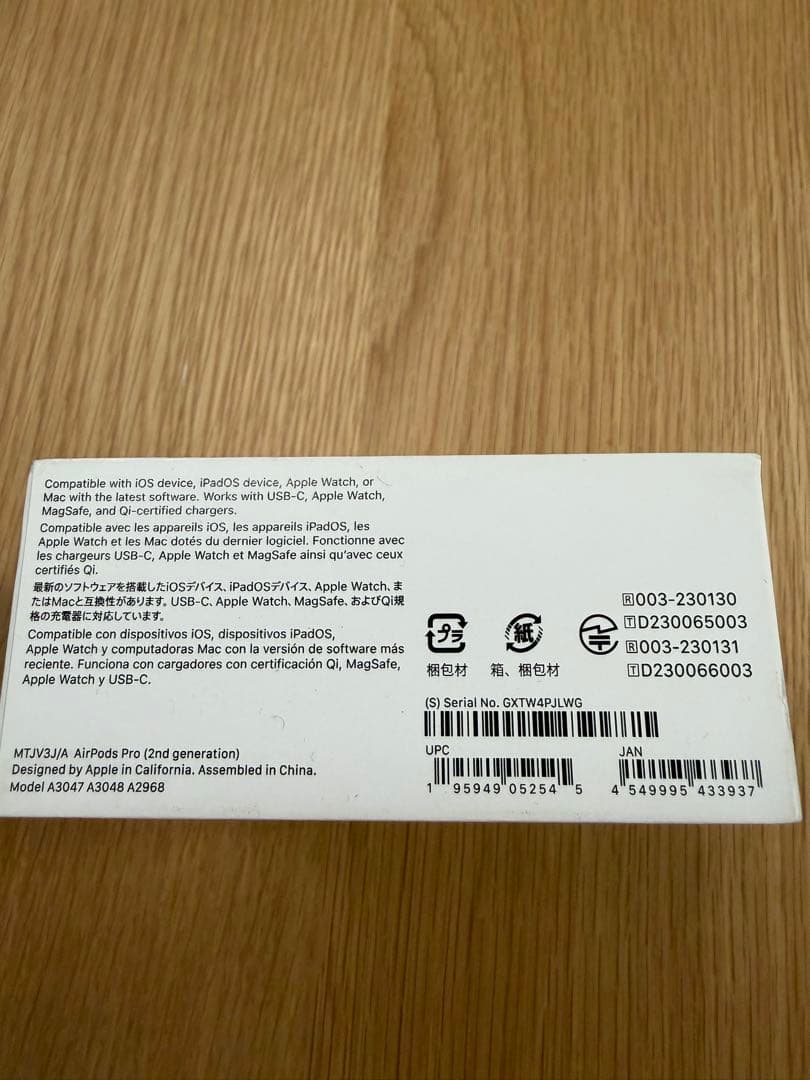 Compatible with iOS device, iPadOS device, Apple Watch, or
Mac with the latest software. Works with USB-C, Apple Watch,
MagSafe, and Qi-certified chargers.
Compatible avec les appareils iOS, les appareils iPadOS, les
Apple Watch et les Mac dotés du dernier logiciel. Fonctionne avec
les chargeurs USB-C, Apple Watch et MagSafe ainsi qu'avec ceux
certifiés Qi.
最新のソフトウェアを搭載したiOSデバイス、iPadOSデバイス、Apple Watch、ま
たはMacと互換性があります。USB-C、Apple Watch、MagSafe、およびQi規
格の充電器に対応しています。
Compatible con dispositivos iOS, dispositivos iPadOS,
Apple Watch y computadoras Mac con la versión de software más
reciente. Funciona con cargadores con certificación Qi, MagSafe,
Apple Watch y USB-C.
MTJV3J/A AirPods Pro (2nd generation)
Designed by Apple in California. Assembled in China.
Model A3047 A3048 A2968
プラ
梱包材
紙
箱、梱包材
R 003-230130
T D230065003
R 003-230131
T D230066003
(S) Serial No. GXTW4PJLWG
UPC
1 95949 05254 5
JAN
4 549995 433937